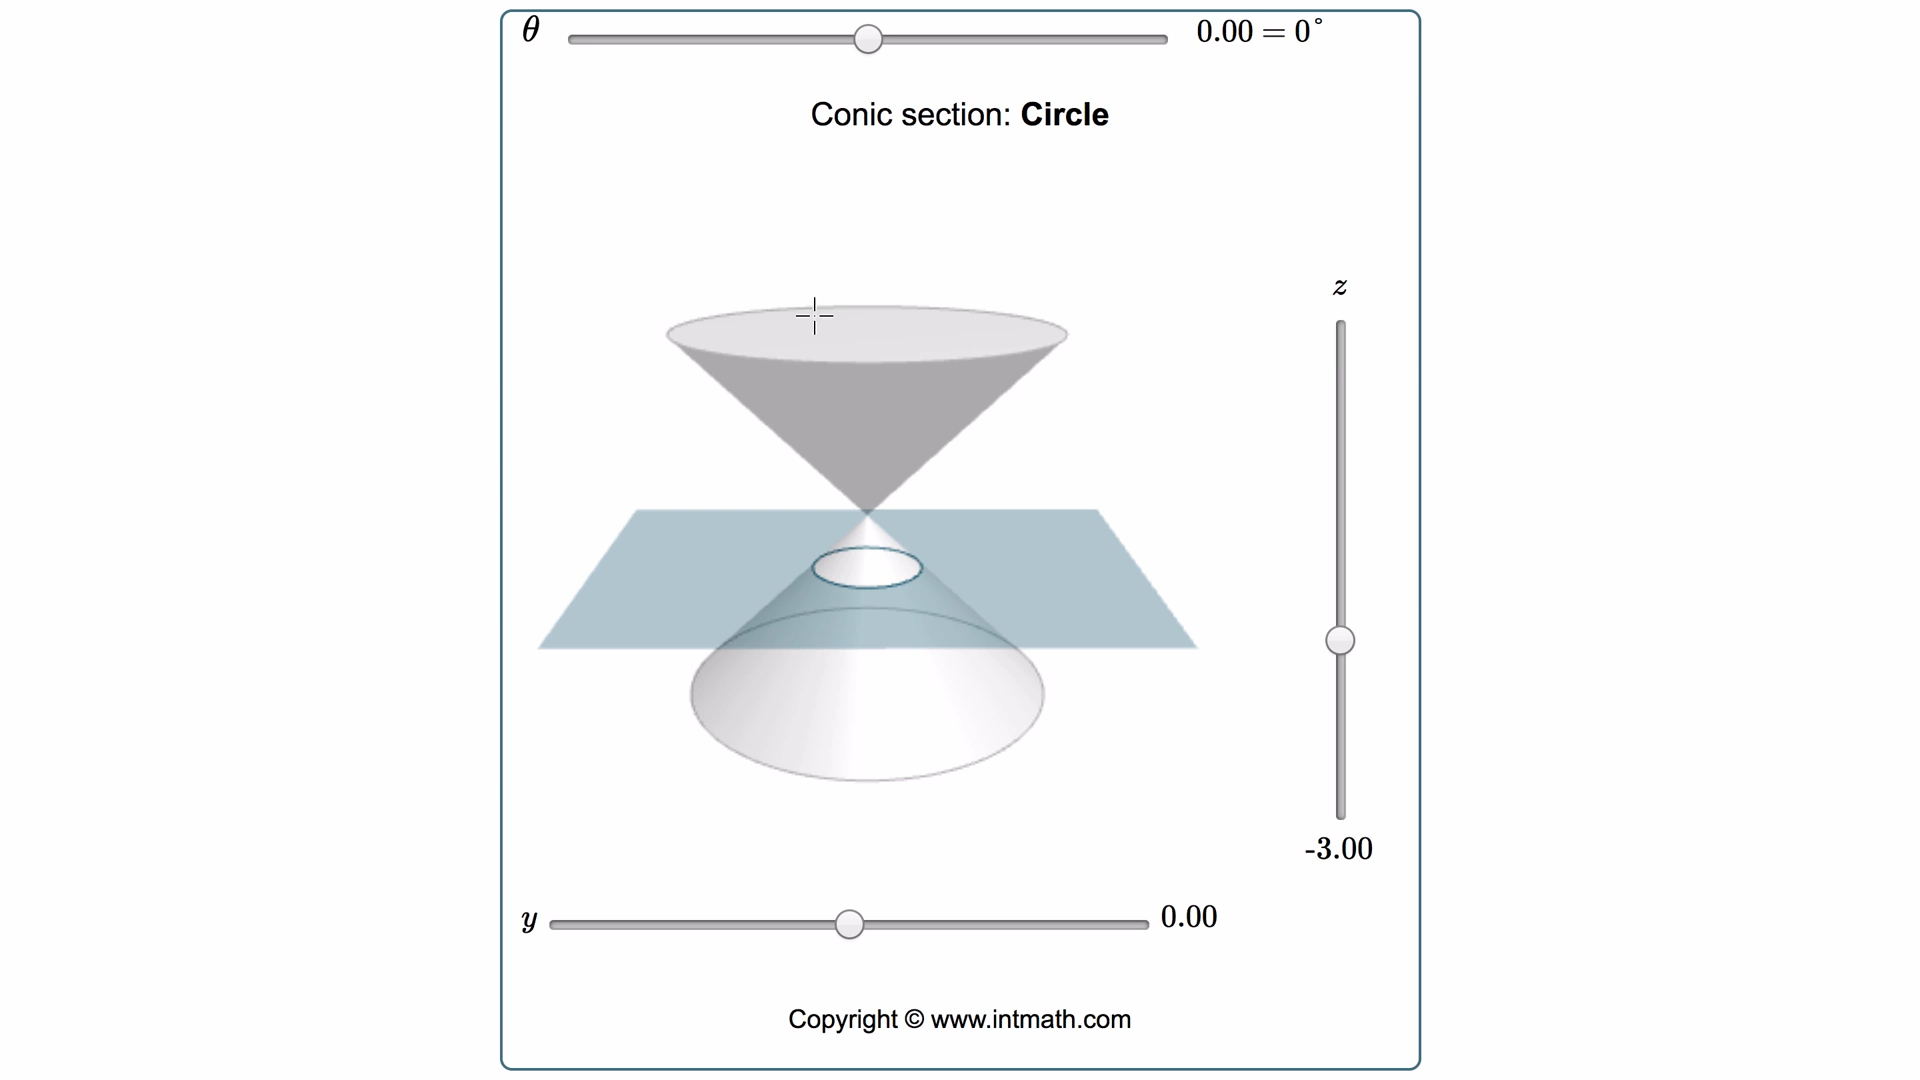 θ 0.00 = 0°
Conic section: Circle
z
-3.00
y 0.00
Copyright © www.intmath.com